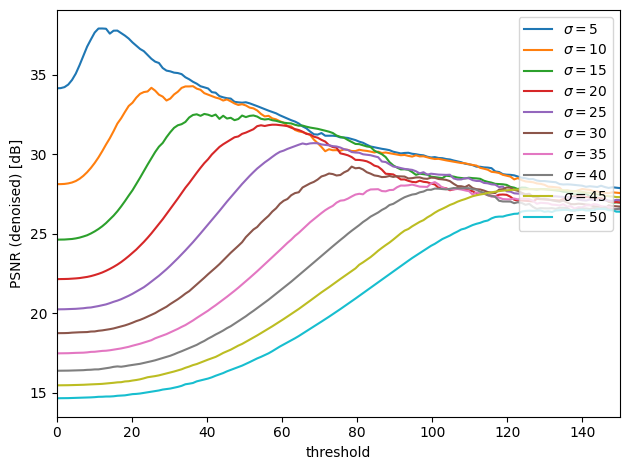 σ = 5
σ = 10
σ = 15
σ = 20
σ = 25
σ = 30
σ = 35
σ = 40
σ = 45
σ = 50
PSNR (denoised) [dB]
35
30
25
20
15
0 20 40 60 80 100 120 140
threshold